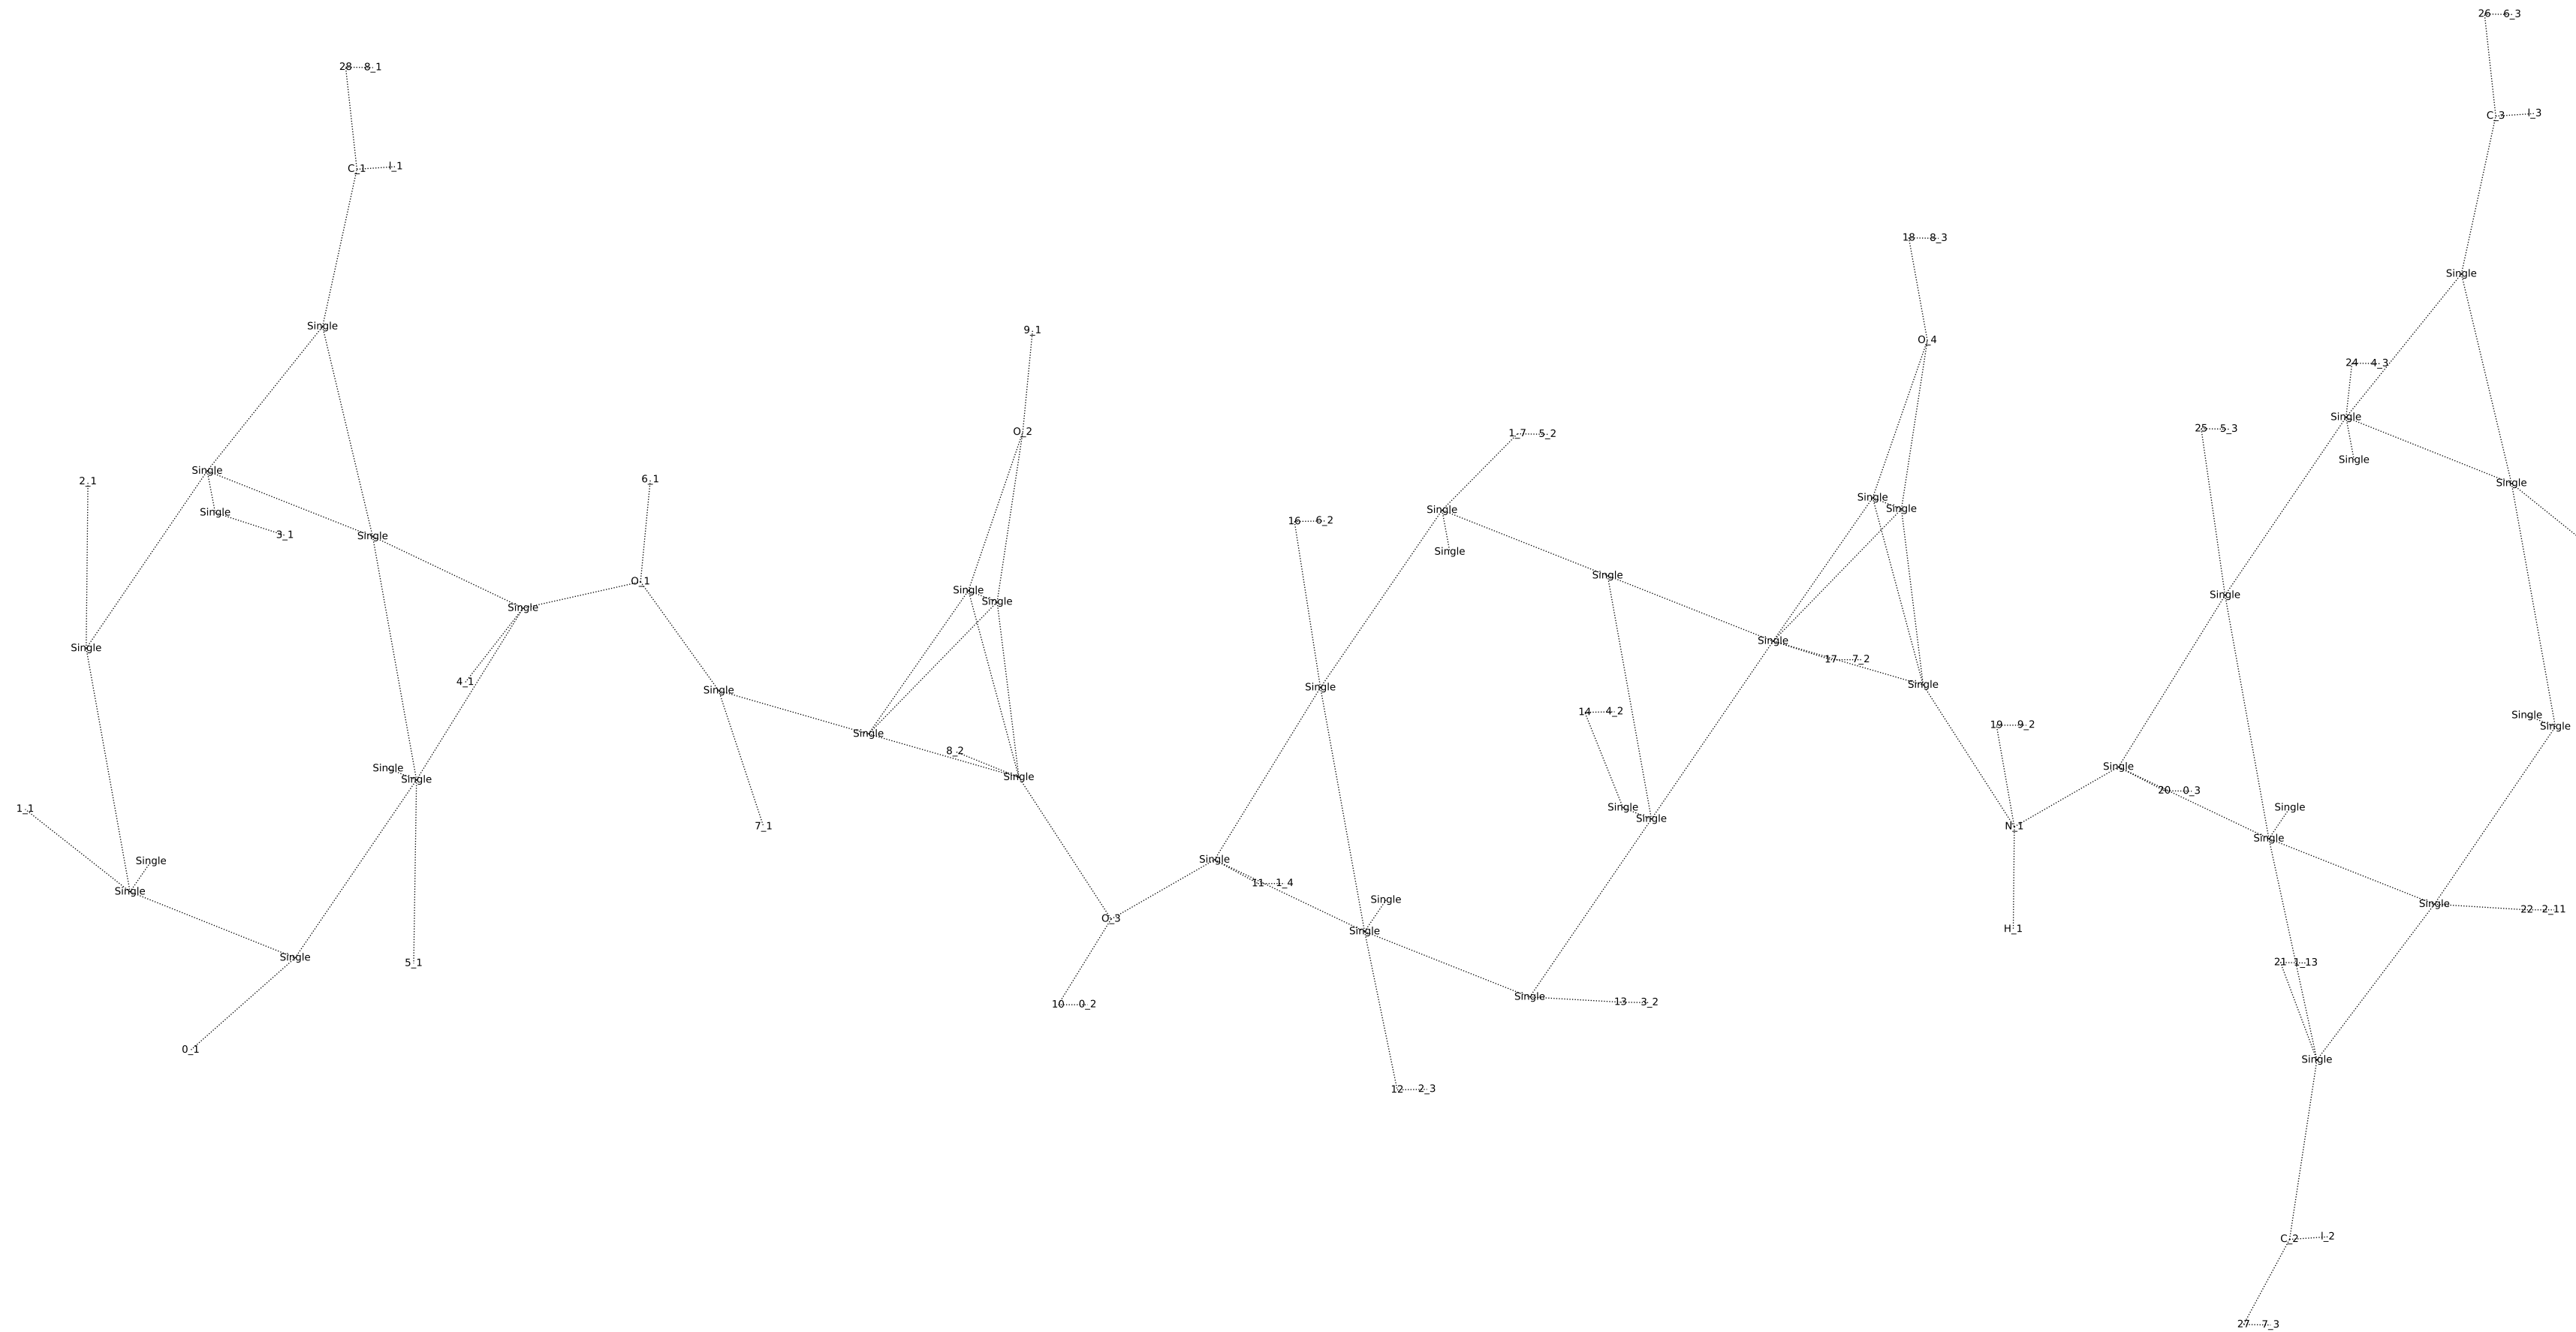 26 6_3
28 8_1
C_3 I_3
C_1 I_1
18 8_3
Single
Single
9_1
O_4
24 4_3
Single
25 5_3
O_2
1_7 5_2
Single
Single
2_1
6_1
Single
Single
Single
Single
Single
Single
16 6_2
3_1
Single
Single
Single
O_1
Single
Single
Single
Single
Single
Single
17 7_2
4_1
Single
Single
Single
14 4_2
Single
19 9_2
Single
Single
8_2
Single
Single
Single
Single
20 0_3
Single
Single
1_1
Single
7_1
N_1
Single
Single
Single
Single
11 1_4
Single
Single
Single
22 2_11
O_3
H_1
Single
Single
5_1
21 1_13
Single
13 3_2
10 0_2
0_1
Single
12 2_3
C_2 I_2
27 7_3